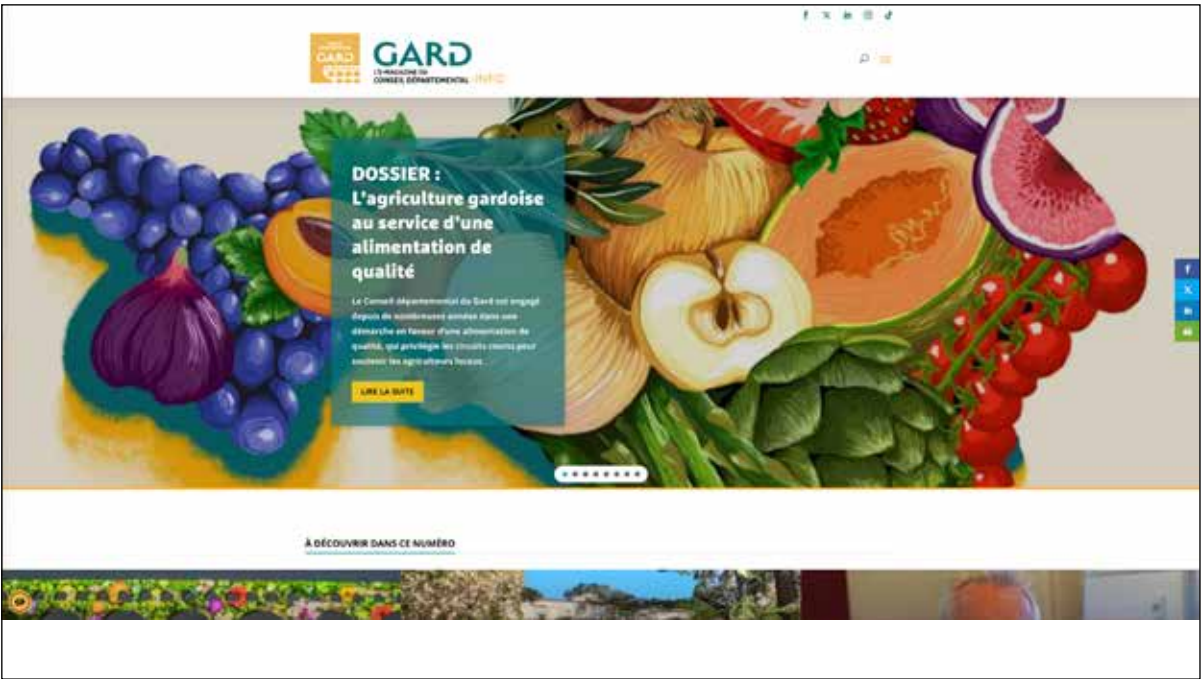 GARD
GARD
L'E-MAGAZINE DU
CONSEIL DÉPARTEMENTAL .INFO
DOSSIER :
L'agriculture gardoise
au service d'une
alimentation de
qualité
Le Conseil départemental du Gard est engagé
depuis de nombreuses années dans une
démarche en faveur d'une alimentation de
qualité, qui privilégie les circuits courts pour
soutenir les agriculteurs locaux...
LIRE LA SUITE
À DÉCOUVRIR DANS CE NUMÉRO